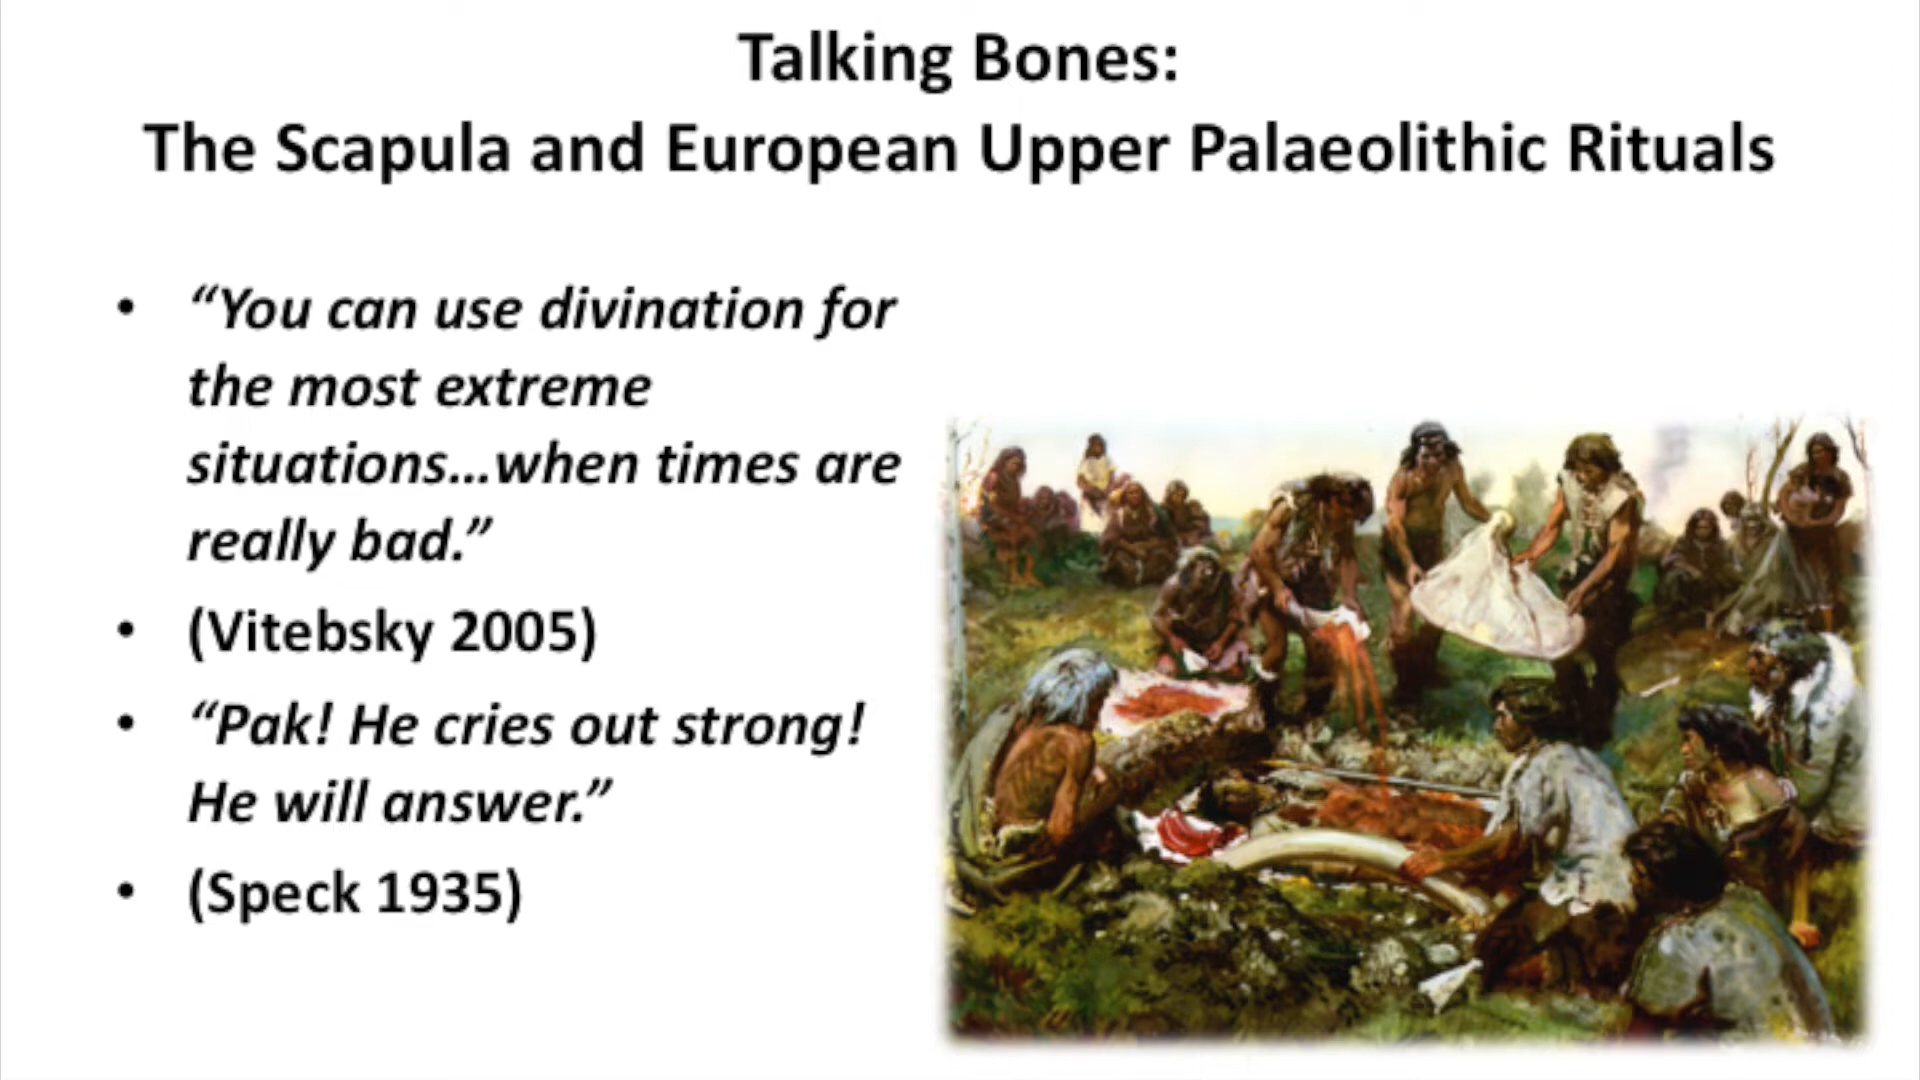 Talking Bones:
The Scapula and European Upper Palaeolithic Rituals
• “You can use divination for
the most extreme
situations...when times are
really bad.”
• (Vitebsky 2005)
• “Pak! He cries out strong!
He will answer.”
• (Speck 1935)